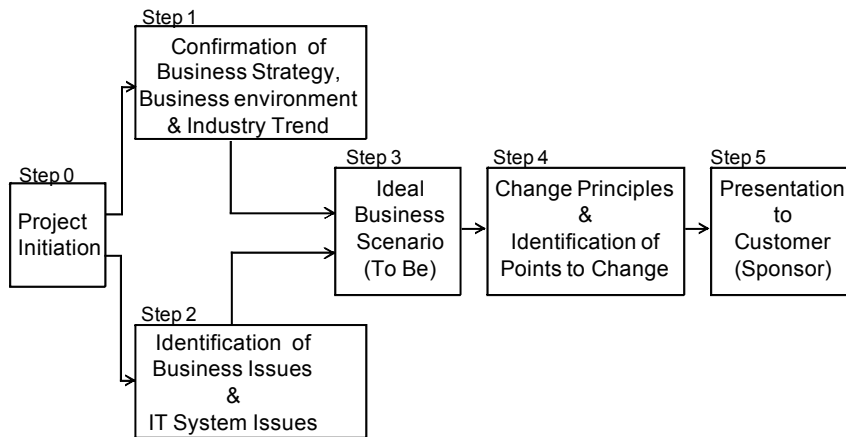 Step 0
Project
Initiation
Step 1
Confirmation of
Business Strategy,
Business environment
& Industry Trend
Step 2
Identification of
Business Issues
&
IT System Issues
Step 3
Ideal
Business
Scenario
(To Be)
Step 4
Change Principles
&
Identification of
Points to Change
Step 5
Presentation
to
Customer
(Sponsor)